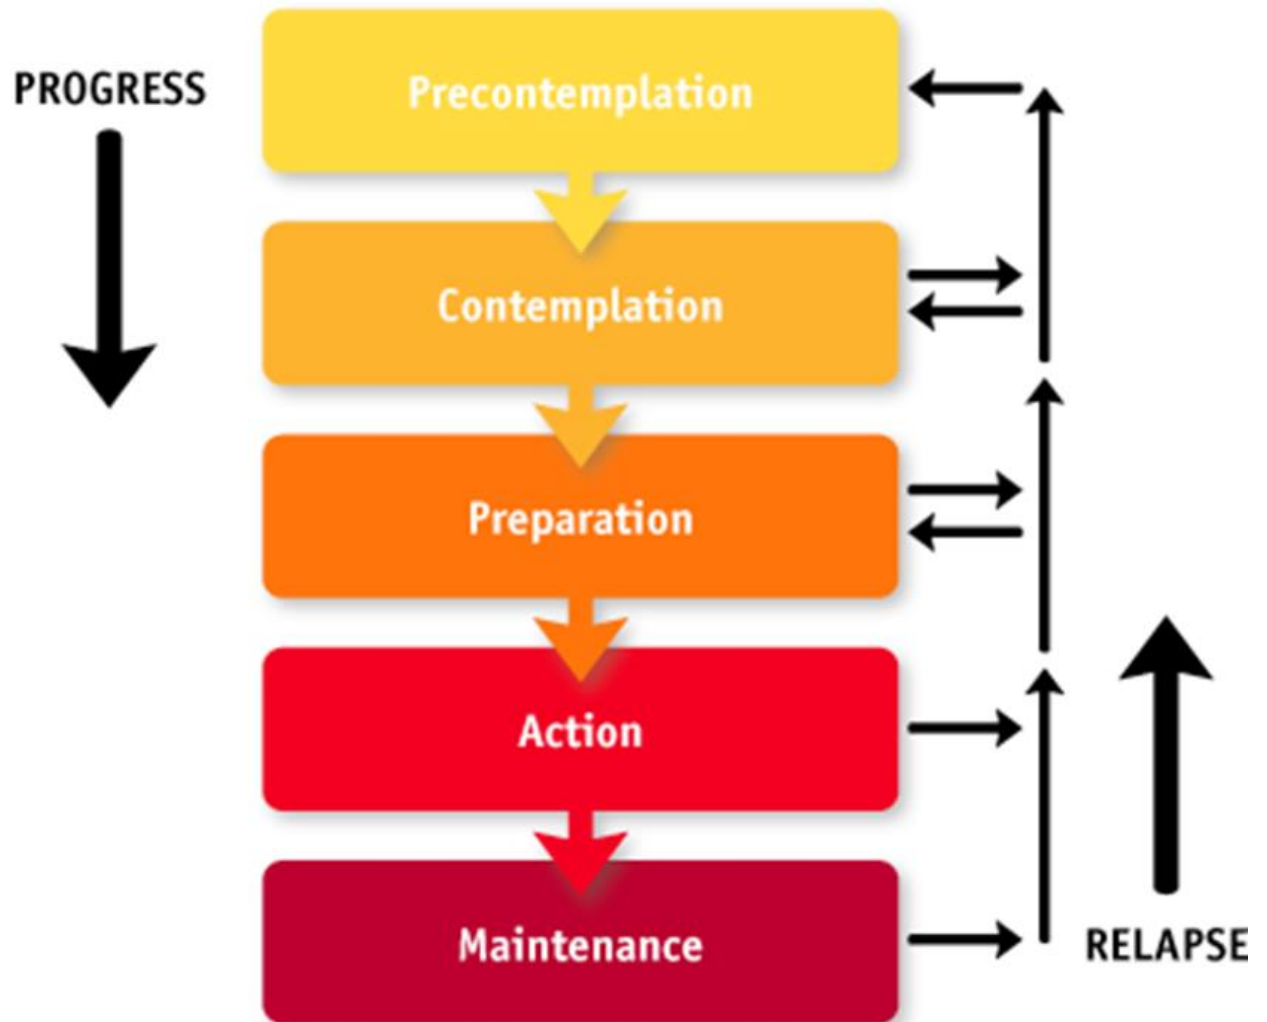 PROGRESS
Precontemplation
Contemplation
Preparation
Action
Maintenance
RELAPSE